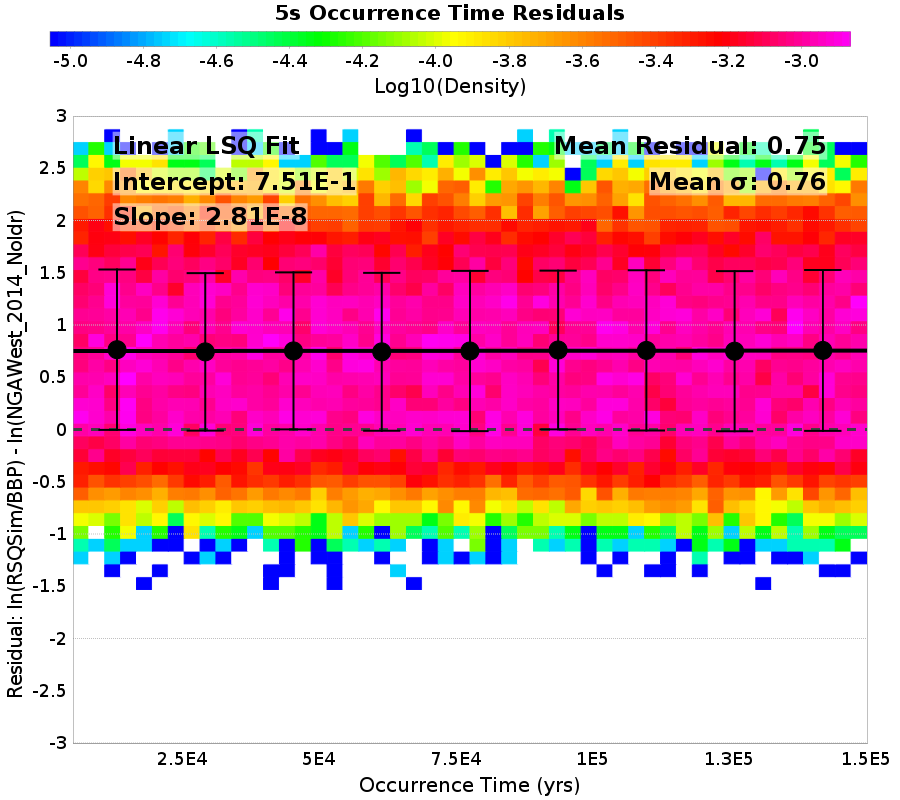 5s Occurrence Time Residuals
-5.0 -4.8 -4.6 -4.4 -4.2 -4.0 -3.8 -3.6 -3.4 -3.2 -3.0
Log10(Density)
Linear LSQ Fit
Intercept: 7.51E-1
Slope: 2.81E-8
Mean Residual: 0.75
Mean σ: 0.76
Residual: ln(RSQSim/BBP) - ln(NGAWest_2014_NoIdr)
3
2.5
2
1.5
1
0.5
0
-0.5
-1
-1.5
-2
-2.5
-3
2.5E4 5E4 7.5E4 1E5 1.3E5 1.5E5
Occurrence Time (yrs)